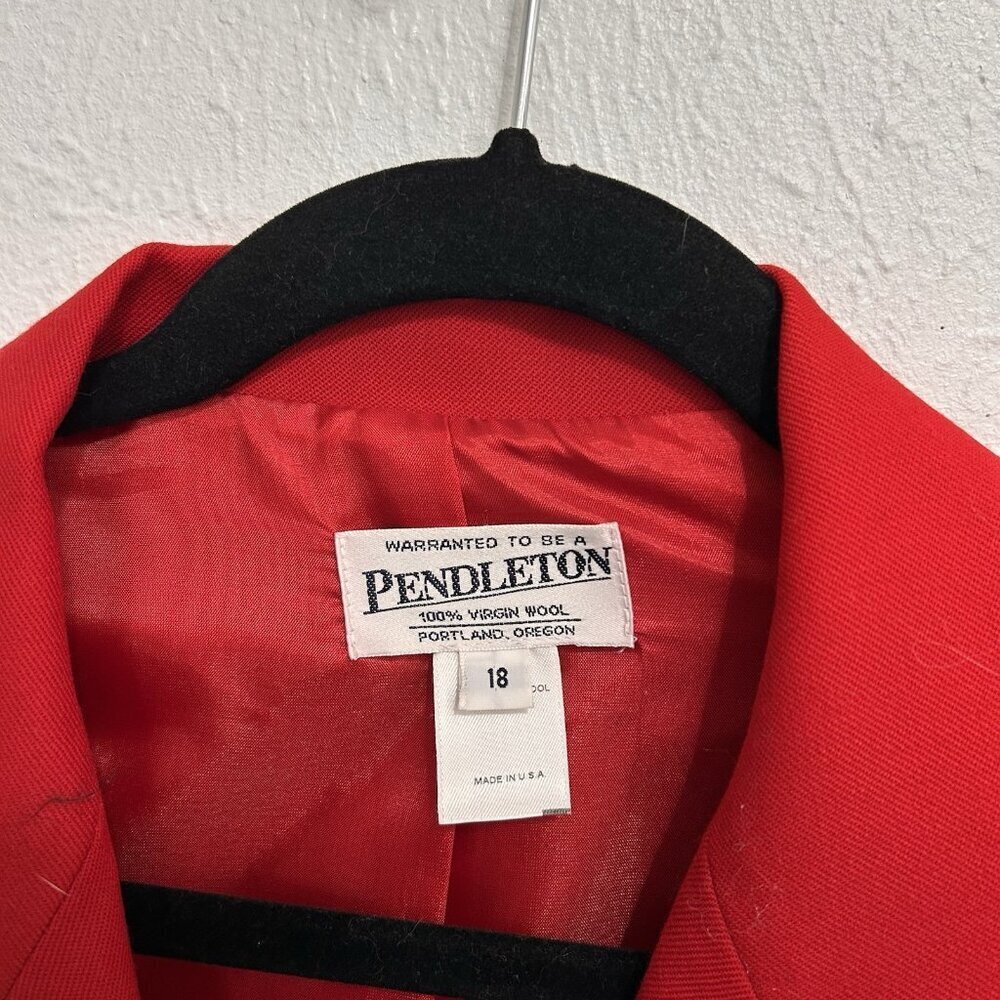 WARRANTED TO BE A
PENDLETON
100% VIRGIN WOOL
PORTLAND, OREGON
18
MADE IN U.S.A.